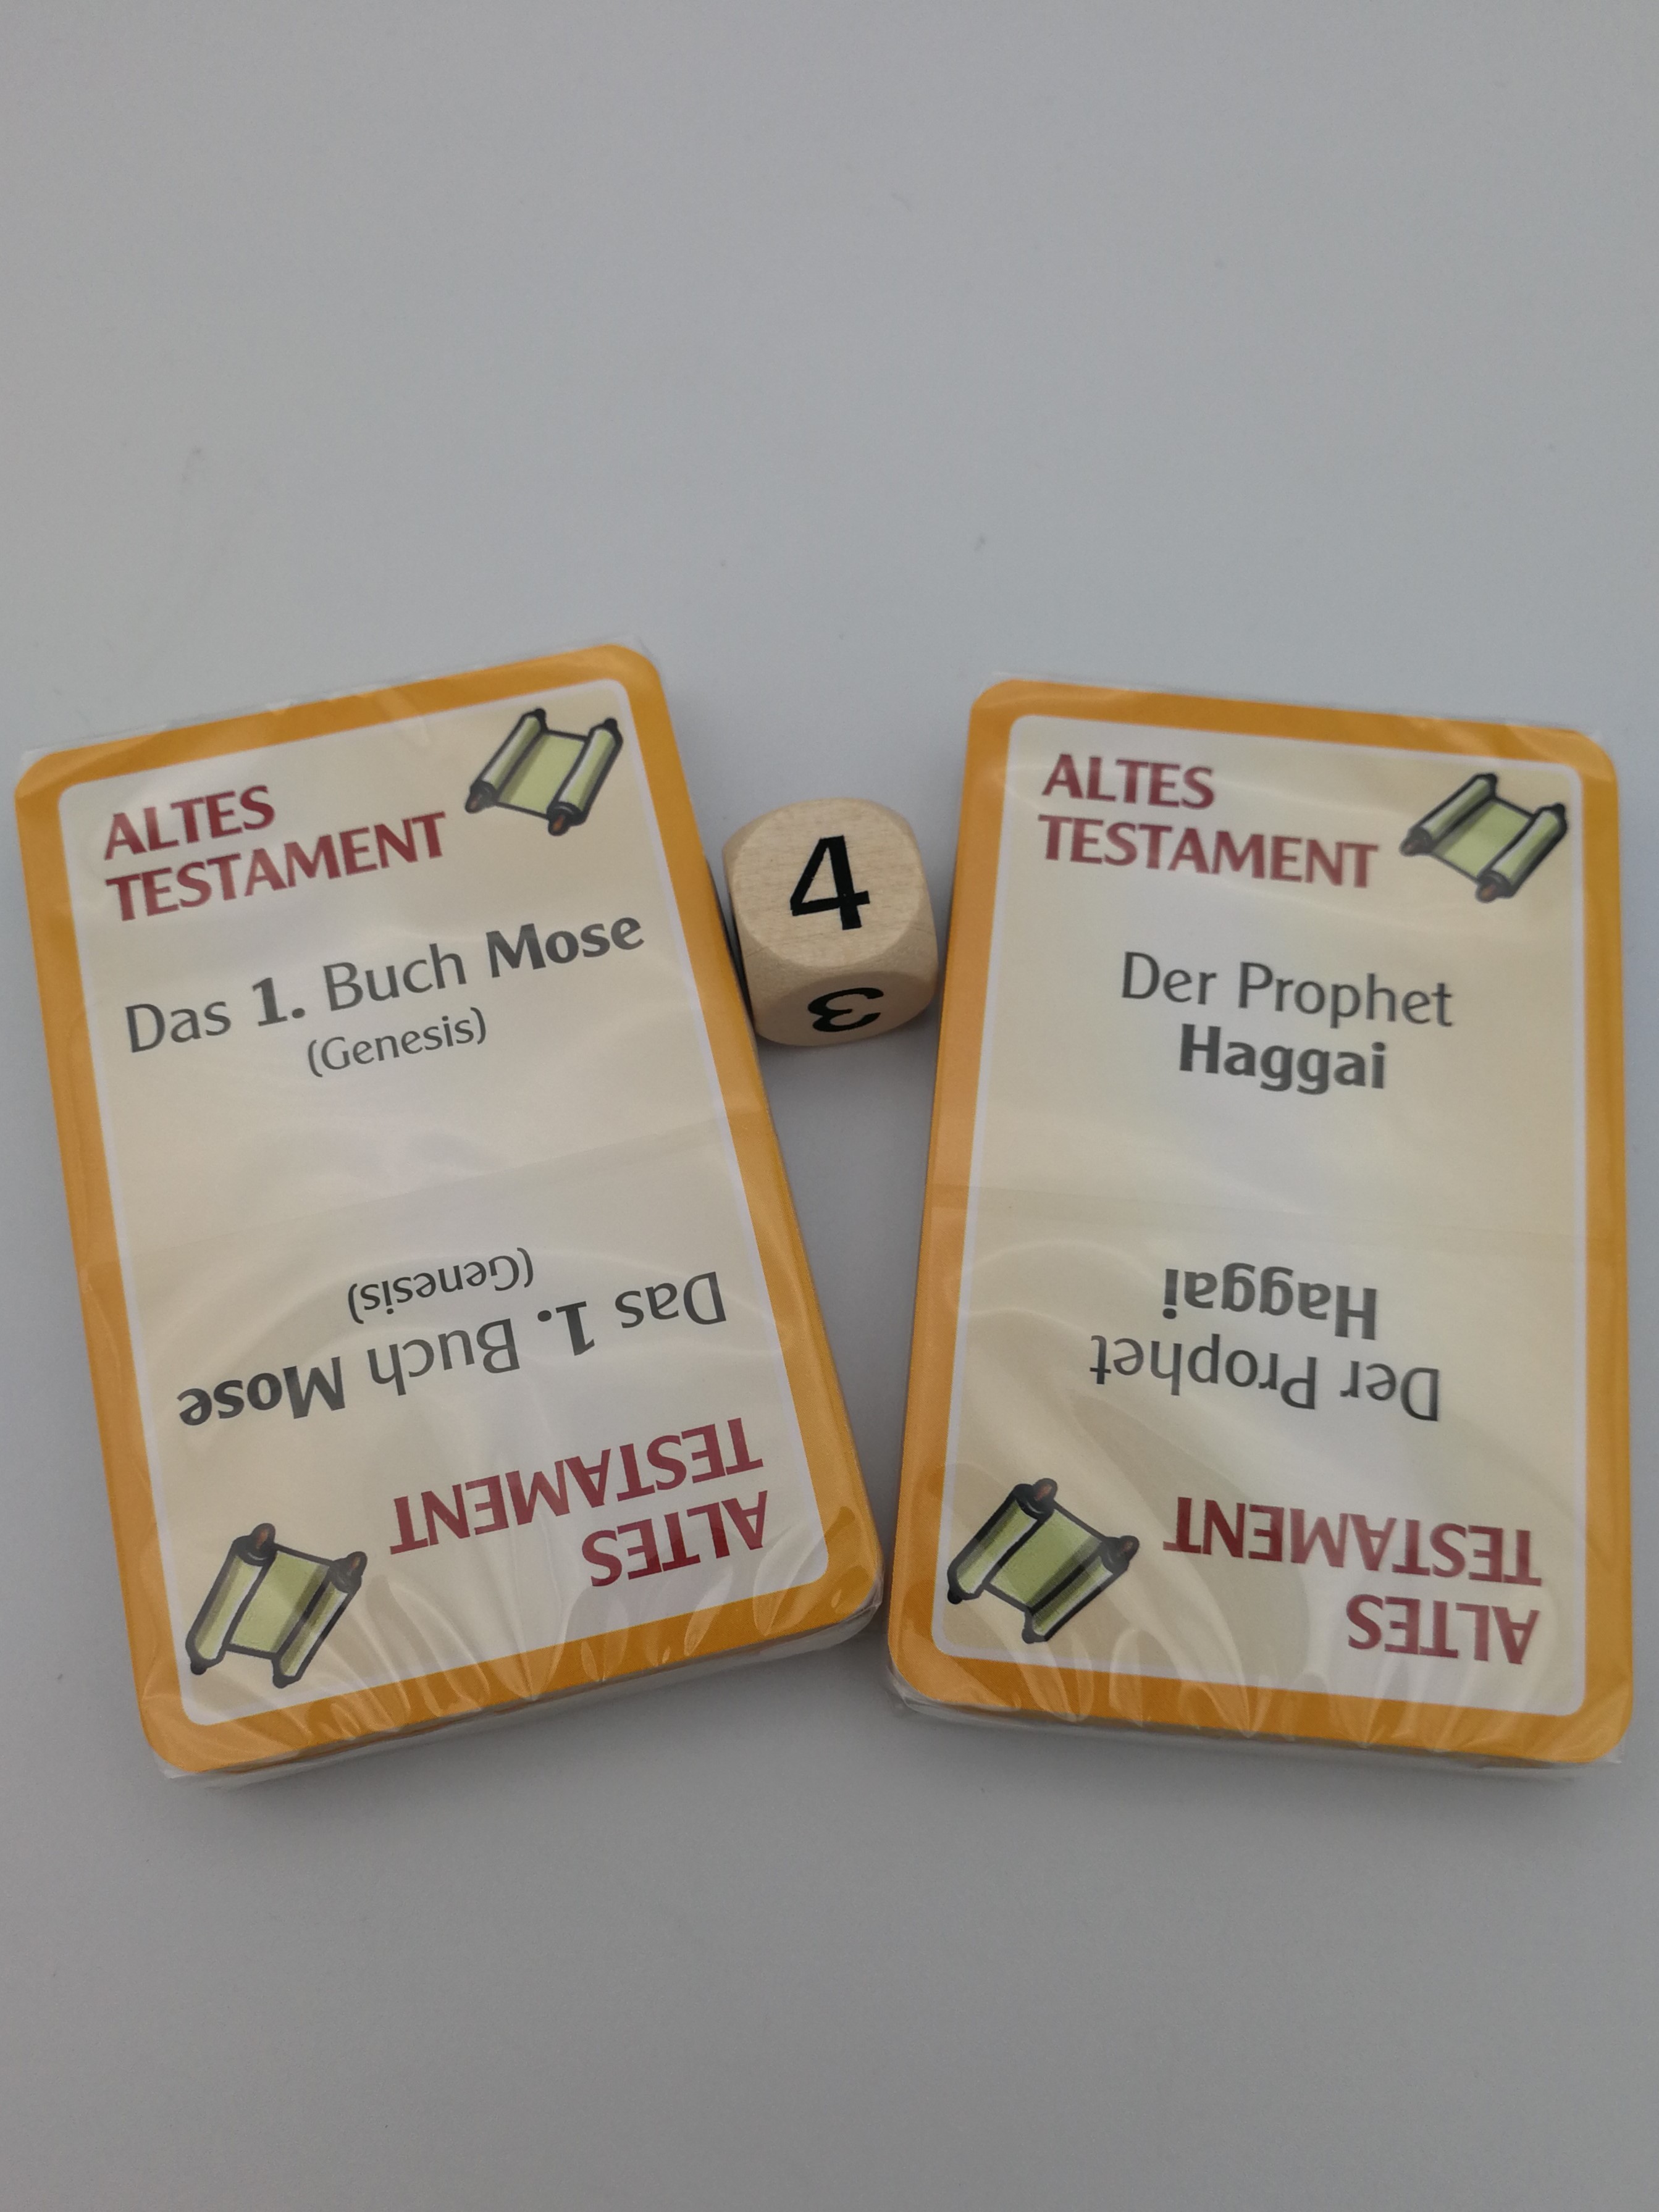 ALTES
TESTAMENT
Das 1. Buch Mose
(Genesis)
Das 1. Buch Mose
(Genesis)
ALTES
TESTAMENT
4
3
ALTES
TESTAMENT
Der Prophet
Haggai
Der Prophet
Haggai
ALTES
TESTAMENT